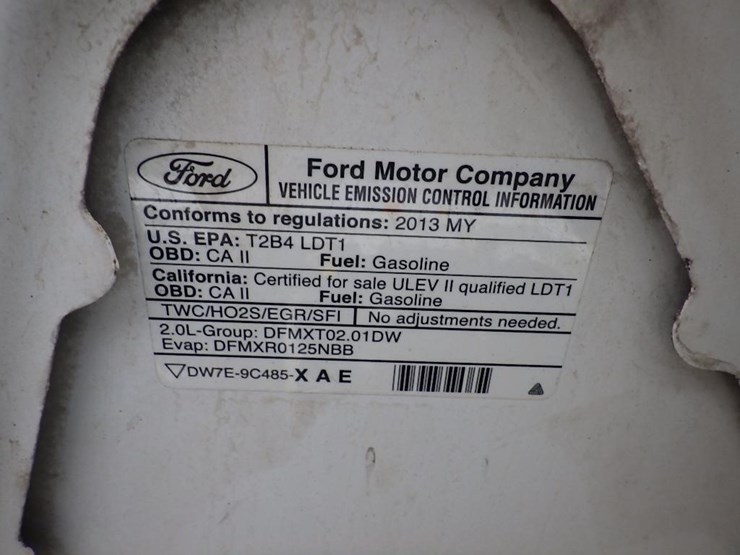 Ford
Ford Motor Company
VEHICLE EMISSION CONTROL INFORMATION
Conforms to regulations: 2013 MY
U.S. EPA: T2B4 LDT1
OBD: CA II Fuel: Gasoline
California: Certified for sale ULEV II qualified LDT1
OBD: CA II Fuel: Gasoline
TWC/HO2S/EGR/SFI No adjustments needed.
2.0L-Group: DFMXT02.01DW
Evap: DFMXR0125NBB
DW7E-9C485-X A E